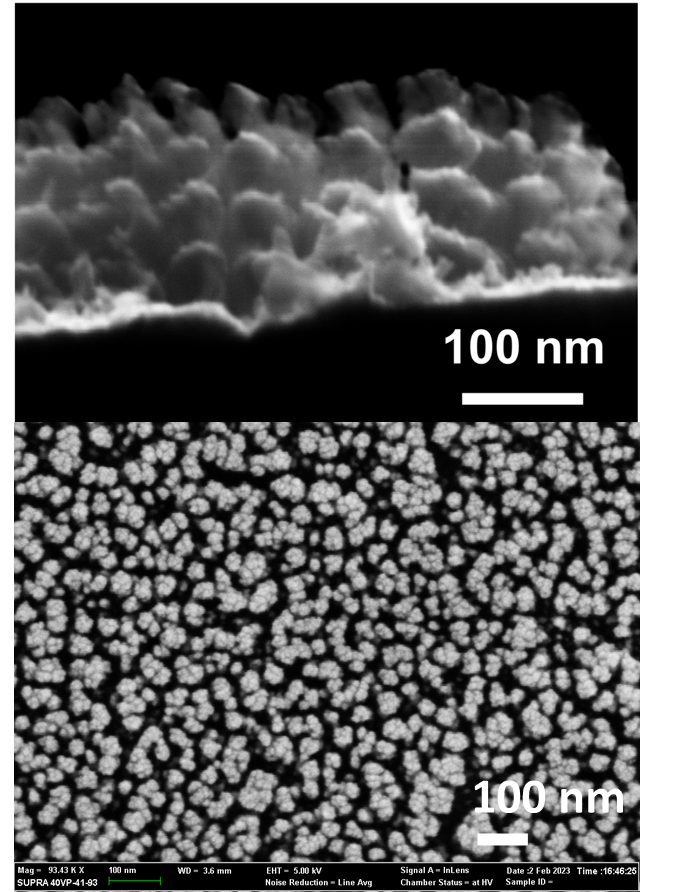 100 nm
100 nm
Mag = 93.43 K X 100 nm WD = 3.6 mm EHT = 5.00 kV Signal A = InLens Date :2 Feb 2023 Time :16:46:25
SUPRA 40VP-41-93 Noise Reduction = Line Avg Chamber Status = at HV Sample ID =